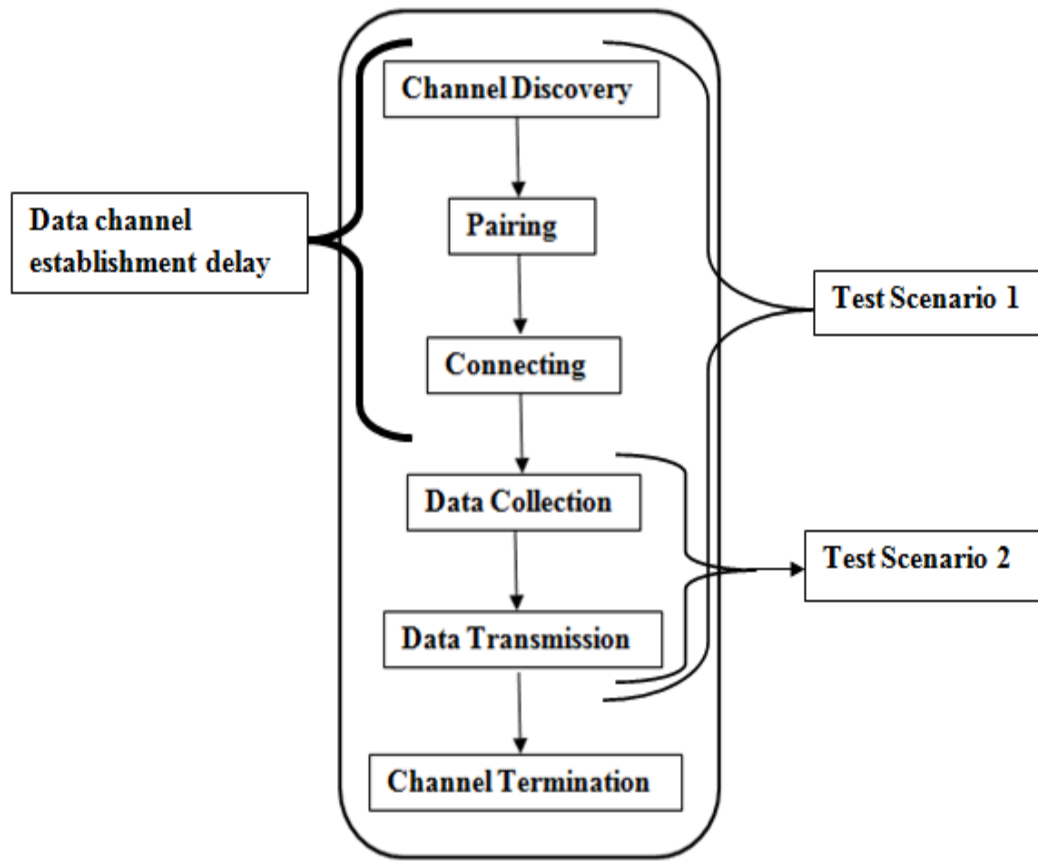 Channel Discovery
Pairing
Data channel
establishment delay
Test Scenario 1
Connecting
Data Collection
Test Scenario 2
Data Transmission
Channel Termination